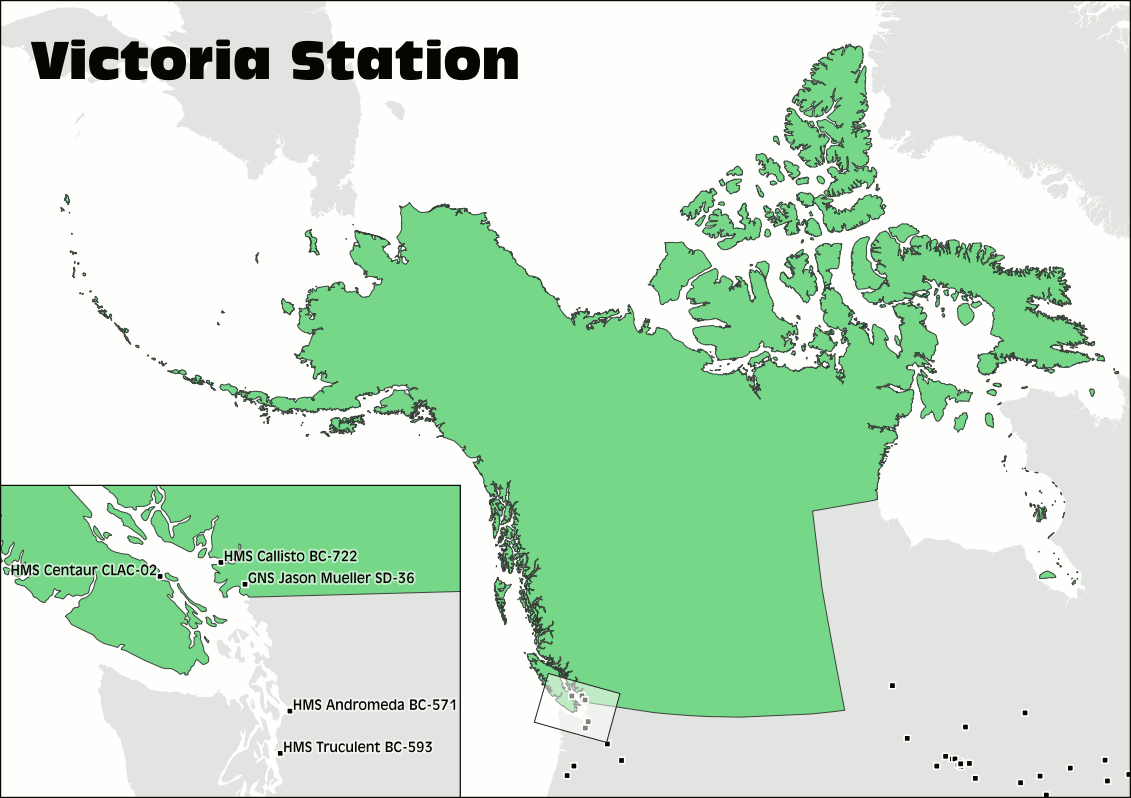 Victoria Station
HMS Callisto BC-722
HMS Centaur CLAC-02
GNS Jason Mueller SD-36
HMS Andromeda BC-571
HMS Truculent BC-593